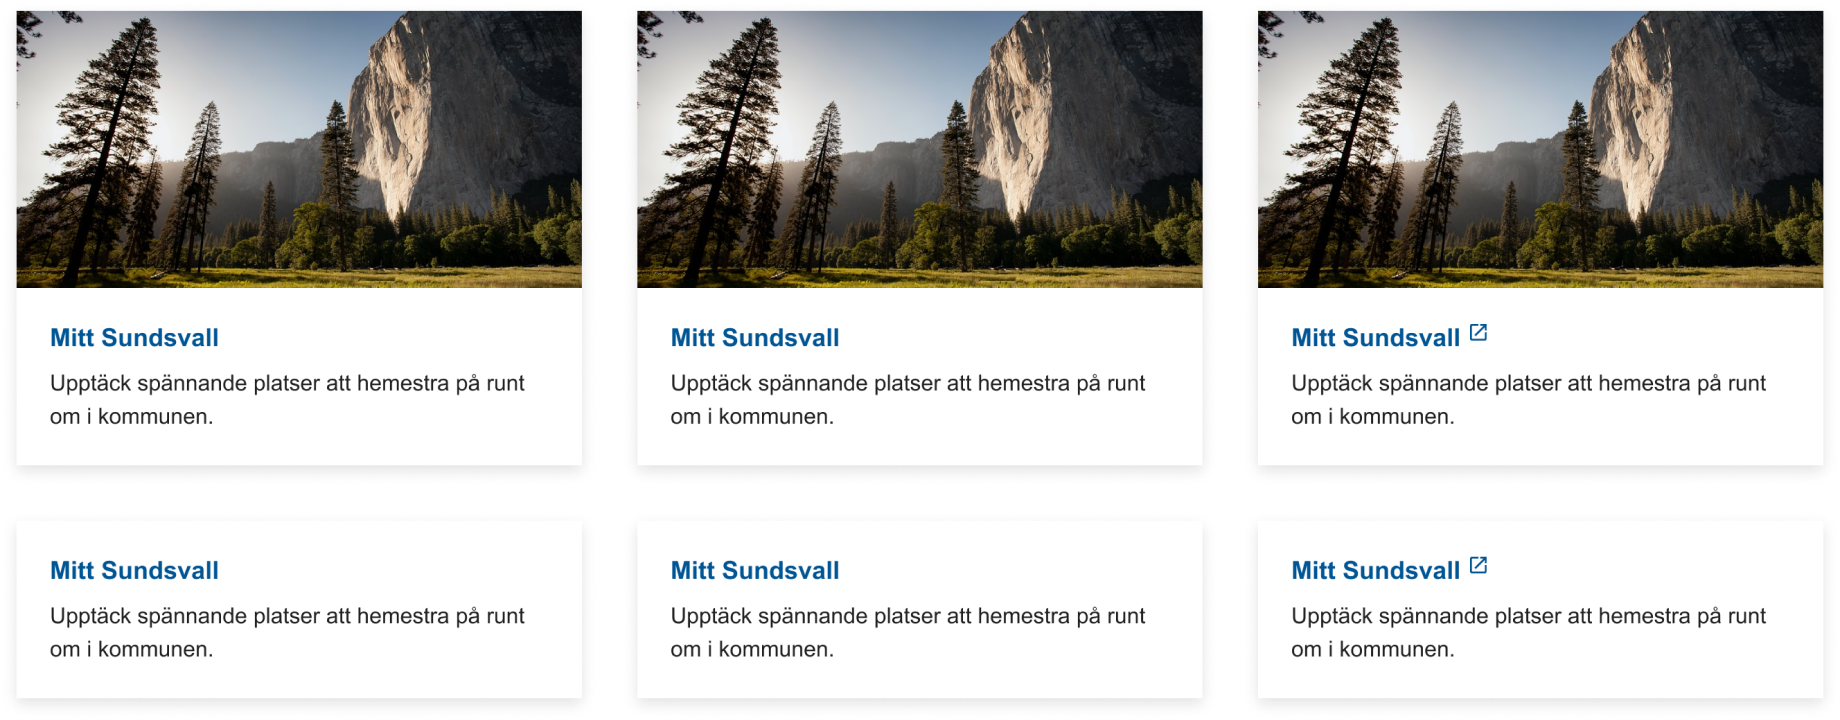 Mitt Sundsvall
Upptäck spännande platser att hemestra på runt
om i kommunen.
Mitt Sundsvall
Upptäck spännande platser att hemestra på runt
om i kommunen.
Mitt Sundsvall
Upptäck spännande platser att hemestra på runt
om i kommunen.
Mitt Sundsvall
Upptäck spännande platser att hemestra på runt
om i kommunen.
Mitt Sundsvall
Upptäck spännande platser att hemestra på runt
om i kommunen.
Mitt Sundsvall
Upptäck spännande platser att hemestra på runt
om i kommunen.